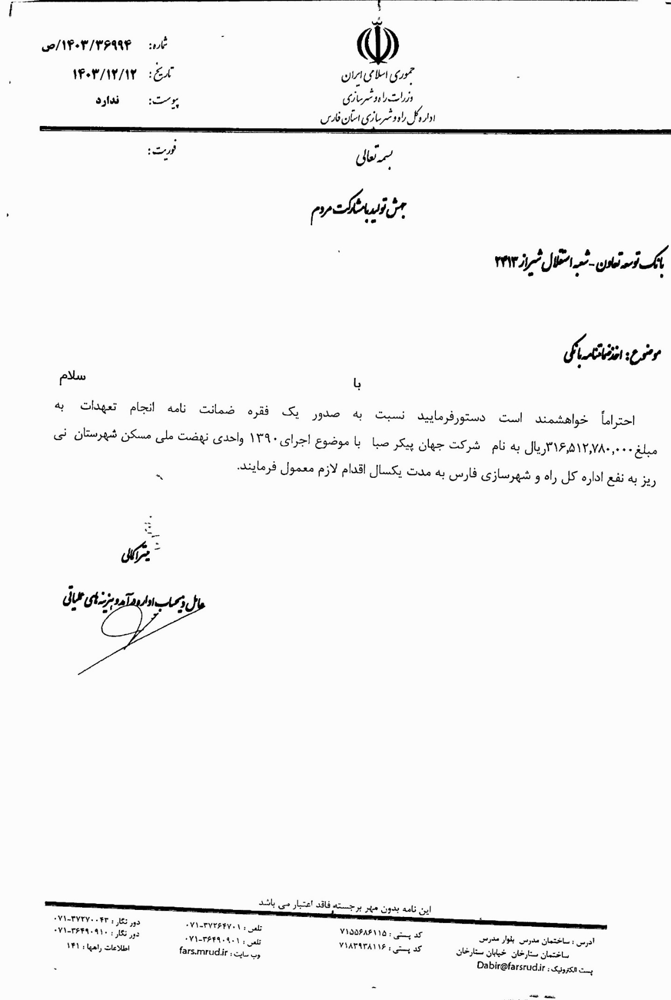 جمهوری اسلامی ایران
وزرات راه و شهرسازی
اداره کل راه و شهرسازی استان فارس
شماره: ۱۴۰۳/۳۶۹۹۴/ص
تاریخ: ۱۴۰۳/۱۲/۱۲
پیوست: ندارد
فوریت:
بسمه تعالی
جهش تولید با مشارکت مردم
بانک توسعه تعاون - شعبه استقلال شیراز ۲۴۱۳
موضوع: اخذ ضمانتنامه بانکی
با سلام
احتراماً خواهشمند است دستورفرمایید نسبت به صدور یک فقره ضمانت نامه انجام تعهدات به
مبلغ ۳۱۶,۵۱۲,۷۸۰,۰۰۰ریال به نام شرکت جهان پیکر صبا با موضوع اجرای ۱۳۹۰ واحدی نهضت ملی مسکن شهرستان نی
ریز به نفع اداره کل راه و شهرسازی فارس به مدت یکسال اقدام لازم معمول فرمایند.
میترا کمالی
عامل ذیحساب اداره درآمد و هزینه های عملیاتی
این نامه بدون مهر برجسته فاقد اعتبار می باشد
آدرس : ساختمان مدرس بلوار مدرس کد پستی : ۷۱۵۵۶۸۶۱۱۵ تلفن : ۰۷۱-۳۷۲۶۴۷۰۱ دور نگار : ۰۷۱-۳۷۲۷۰۰۴۳
ساختمان ستارخان خیابان ستارخان کد پستی : ۷۱۸۳۹۳۸۱۱۶ تلفن : ۰۷۱-۳۶۴۹۰۹۰۱ دور نگار : ۰۷۱-۳۶۴۹۰۹۱۰
پست الکترونیک : Dabir@farsrud.ir وب سایت : fars.mrud.ir اطلاعات راهها : ۱۴۱